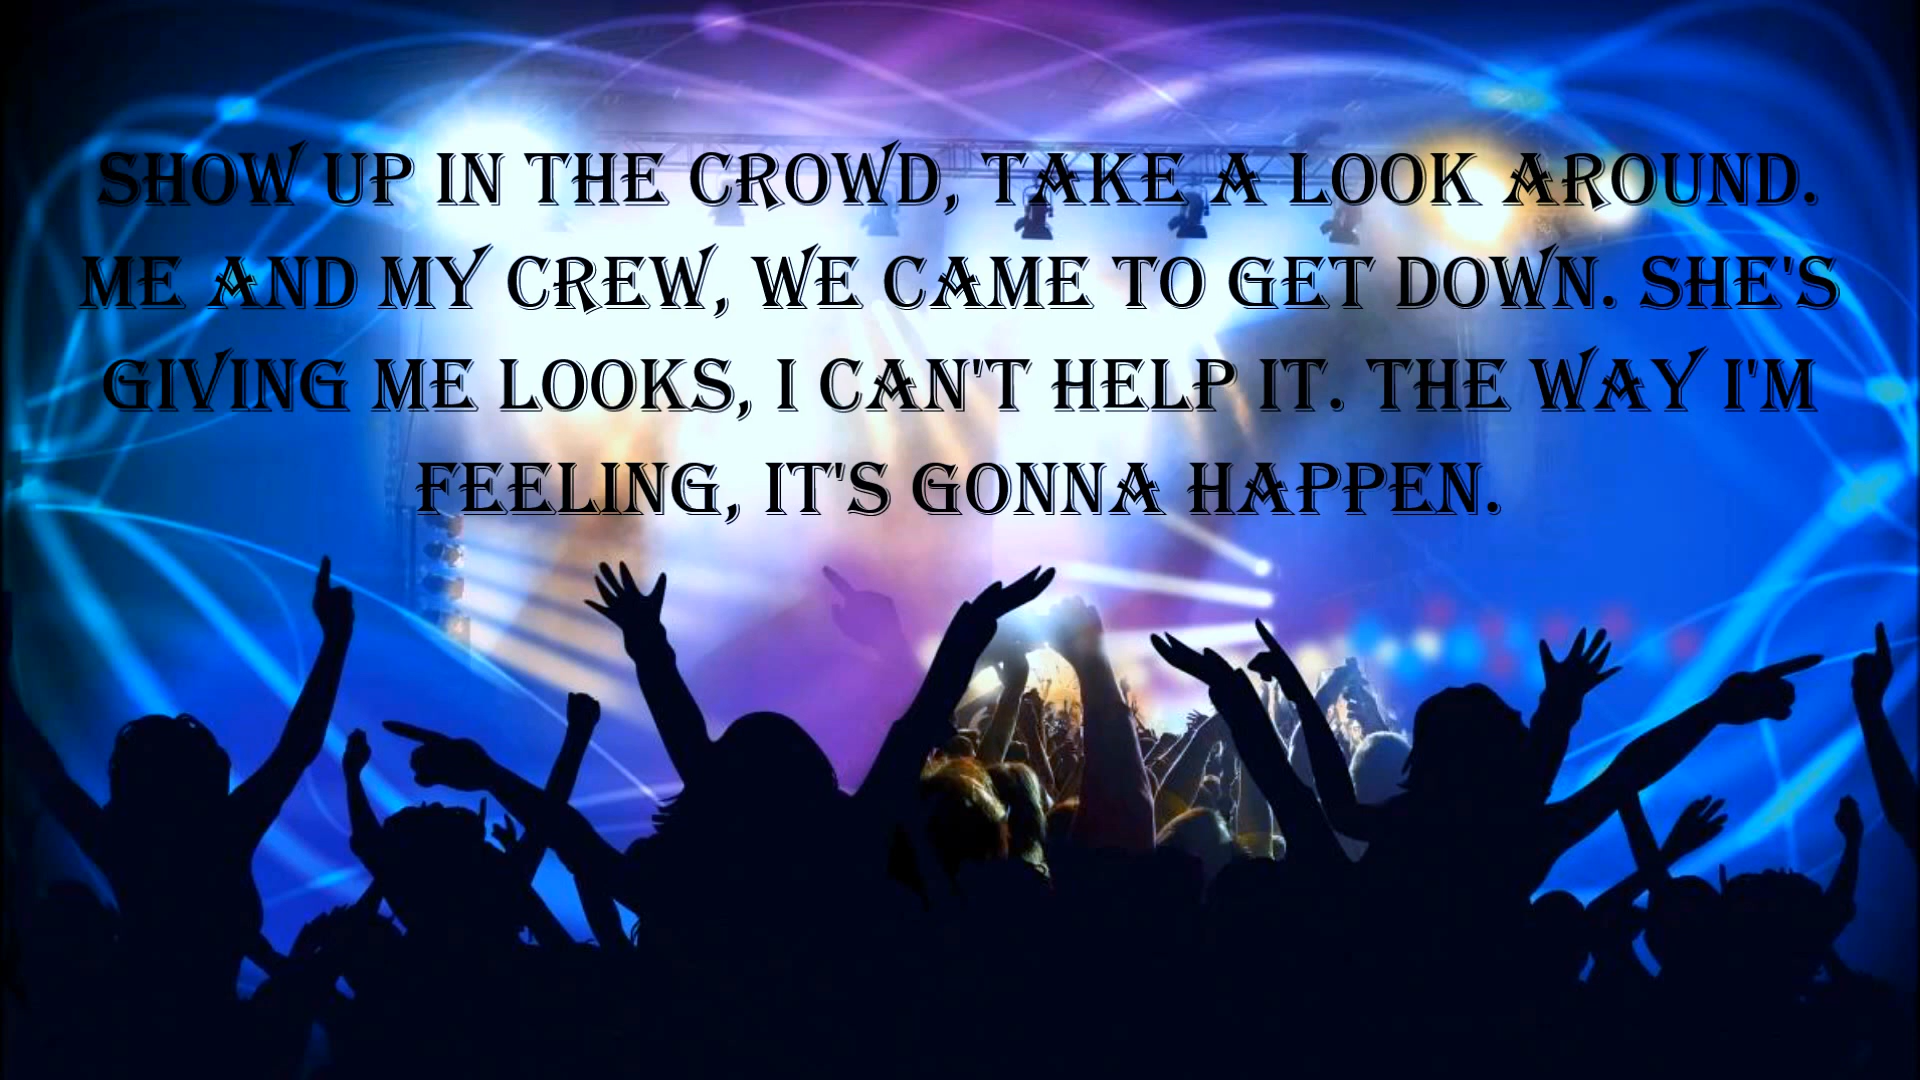 SHOW UP IN THE CROWD, TAKE A LOOK AROUND.
ME AND MY CREW, WE CAME TO GET DOWN. SHE'S
GIVING ME LOOKS, I CAN'T HELP IT. THE WAY I'M
FEELING, IT'S GONNA HAPPEN.